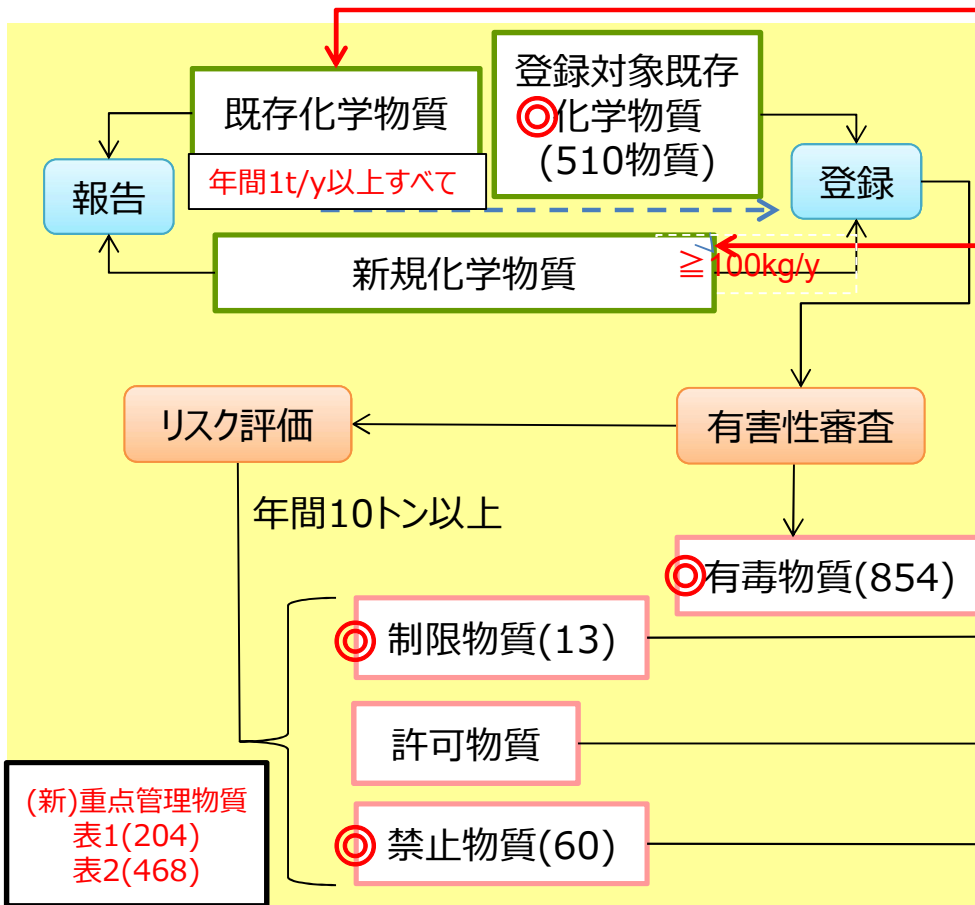 登録対象既存
◎化学物質
(510物質)
既存化学物質
年間1t/y以上すべて
報告
登録
新規化学物質
≧100kg/y
リスク評価
有害性審査
年間10トン以上
◎有毒物質(854)
◎制限物質(13)
許可物質
◎禁止物質(60)
(新)重点管理物質
表1(204)
表2(468)